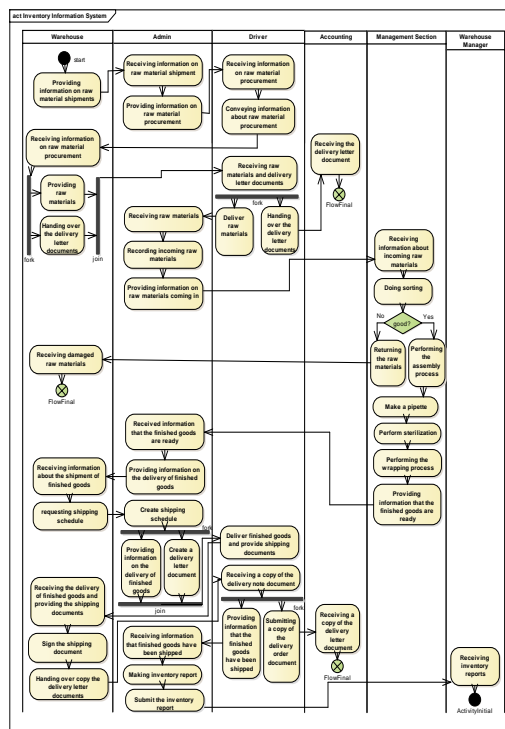 act Inventory Information System
Warehouse
Admin
Driver
Accounting
Management Section
Warehouse
Manager
start
Providing
information on raw
material shipments
Receiving information on
raw material shipment
Providing information on
raw material
procurement
Receiving information
on raw material
procurement
Conveying information
about raw material
procurement
Receiving information
on raw material
procurement
Providing
raw
materials
Handing over
the delivery
letter
documents
fork
join
Receiving raw
materials and delivery
letter documents
fork
Deliver
raw
materials
Handing
over the
delivery
letter
documents
Receiving the
delivery letter
document
FlowFinal
Receiving raw materials
Recording incoming raw
materials
Providing information on
raw materials coming in
Receiving
information about
incoming raw
materials
Doing sorting
good?
No
Yes
Returning
the raw
materials
Performing
the
assembly
process
Receiving damaged
raw materials
FlowFinal
Make a pipette
Perform sterilization
Performing the
wrapping process
Providing
information that the
finished goods are
ready
Received information
that the finished goods
are ready
Providing information on
the delivery of finished
goods
Receiving information
about the shipment of
finished goods
requesting shipping
schedule
Create shipping
schedule
fork
Providing
information
on the
delivery of
finished
goods
Create a
delivery
letter
document
join
Deliver finished goods
and provide shipping
documents
Receiving the delivery
of finished goods and
providing the shipping
documents
Sign the
shipping
document
Handing over copy the
delivery letter
documents
Receiving a copy of the
delivery note document
fork
Providing
information
that the
finished
goods
have been
shipped
Submitting
a copy of
the
delivery
order
document
Receiving a
copy of the
delivery
letter
document
FlowFinal
Receiving information
that finished goods have
been shipped
Making inventory report
Submit the inventory
report
Receiving
inventory
reports
ActivityInitial